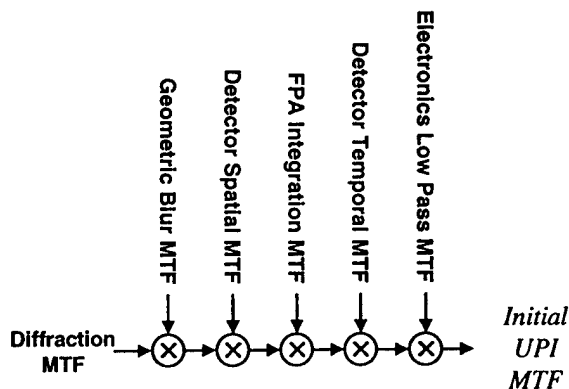 Geometric Blur MTF
Detector Spatial MTF
FPA Integration MTF
Detector Temporal MTF
Electronics Low Pass MTF
Diffraction
MTF
Initial
UPI
MTF